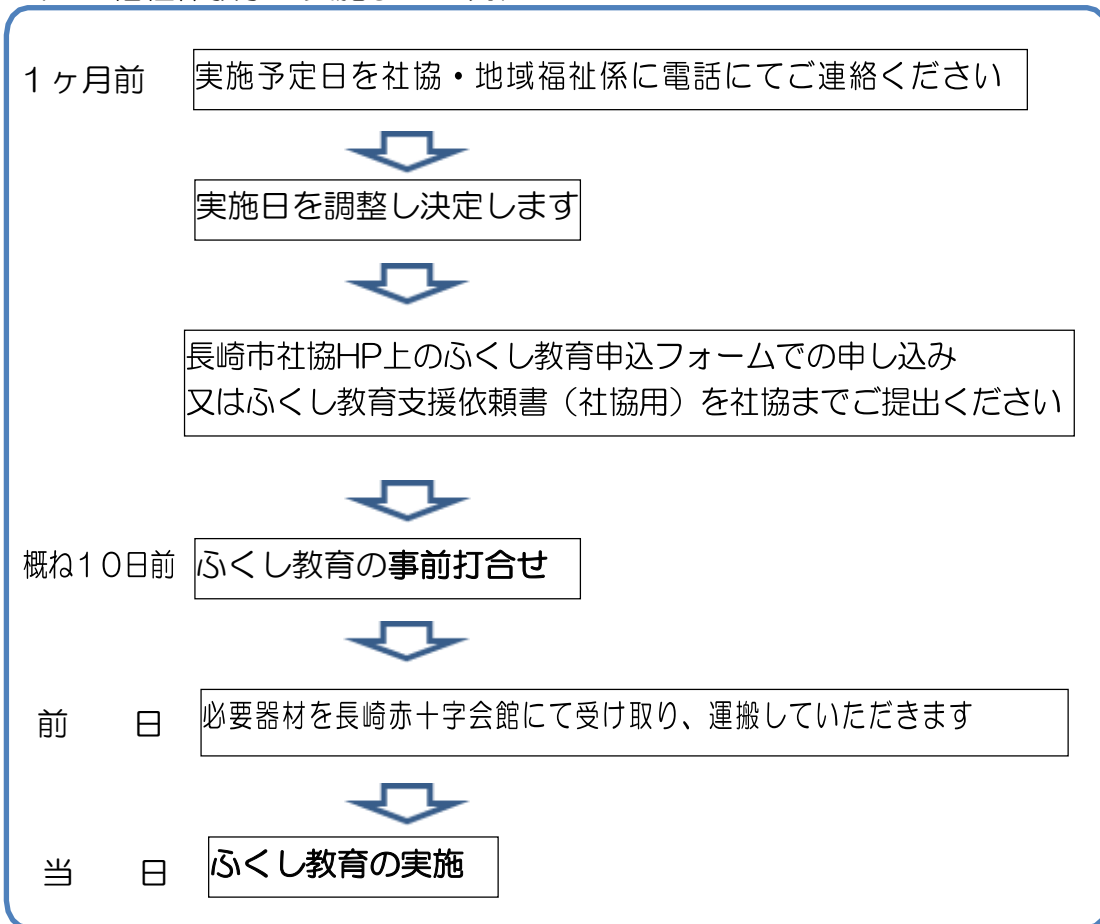 1ヶ月前 実施予定日を社協・地域福祉係に電話にてご連絡ください
実施日を調整し決定します
長崎市社協HP上のふくし教育申込フォームでの申し込み
又はふくし教育支援依頼書（社協用）を社協までご提出ください
概ね10日前 ふくし教育の事前打合せ
前　日 必要器材を長崎赤十字会館にて受け取り、運搬していただきます
当　日 ふくし教育の実施